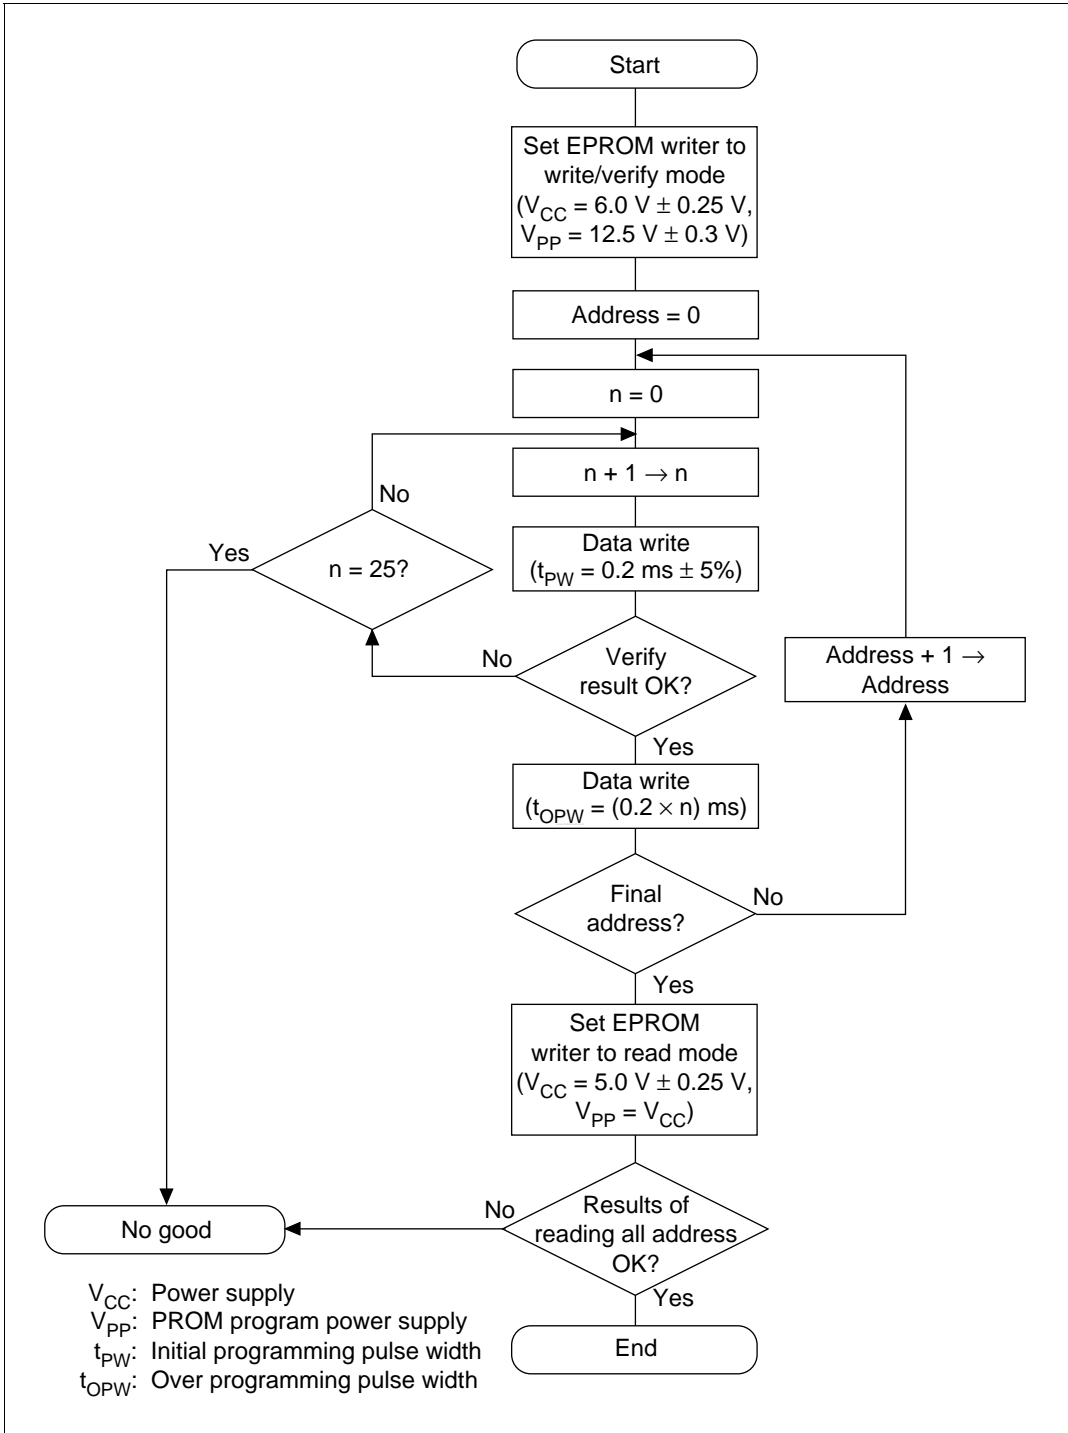 Start
Set EPROM writer to
write/verify mode
(VCC = 6.0 V ± 0.25 V,
VPP = 12.5 V ± 0.3 V)
Address = 0
n = 0
n + 1 → n
No
Yes
n = 25?
Data write
(tPW = 0.2 ms ± 5%)
No
Verify
result OK?
Address + 1 →
Address
Yes
Data write
(tOPW = (0.2 × n) ms)
Final
address?
No
Yes
Set EPROM
writer to read mode
(VCC = 5.0 V ± 0.25 V,
VPP = VCC)
No
Results of
reading all address
OK?
No good
Yes
End
VCC: Power supply
VPP: PROM program power supply
tPW: Initial programming pulse width
tOPW: Over programming pulse width